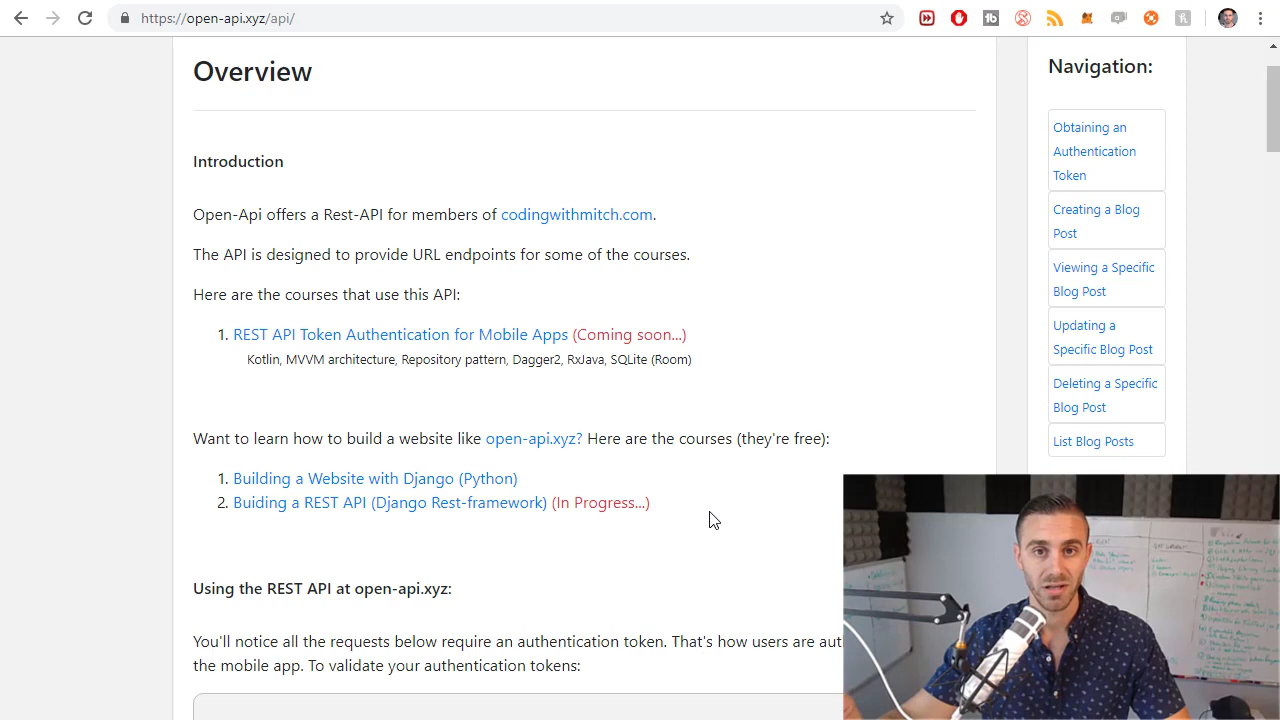 https://open-api.xyz/api/
Overview
Introduction
Open-Api offers a Rest-API for members of codingwithmitch.com.
The API is designed to provide URL endpoints for some of the courses.
Here are the courses that use this API:
1. REST API Token Authentication for Mobile Apps (Coming soon...)
Kotlin, MVVM architecture, Repository pattern, Dagger2, RxJava, SQLite (Room)
Want to learn how to build a website like open-api.xyz? Here are the courses (they're free):
1. Building a Website with Django (Python)
2. Buiding a REST API (Django Rest-framework) (In Progress...)
Using the REST API at open-api.xyz:
You'll notice all the requests below require an authentication token. That's how users are
the mobile app. To validate your authentication tokens:
Navigation:
Obtaining an
Authentication
Token
Creating a Blog
Post
Viewing a Specific
Blog Post
Updating a
Specific Blog Post
Deleting a Specific
Blog Post
List Blog Posts